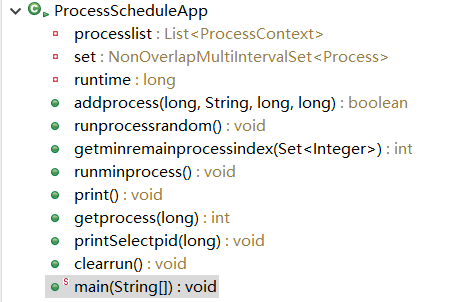 ProcessScheduleApp
processlist : List<ProcessContext>
set : NonOverlapMultiIntervalSet<Process>
runtime : long
addprocess(long, String, long, long) : boolean
runprocessrandom() : void
getminremainprocessindex(Set<Integer>) : int
runminprocess() : void
print() : void
getprocess(long) : int
printSelectpid(long) : void
clearrun() : void
main(String[]) : void